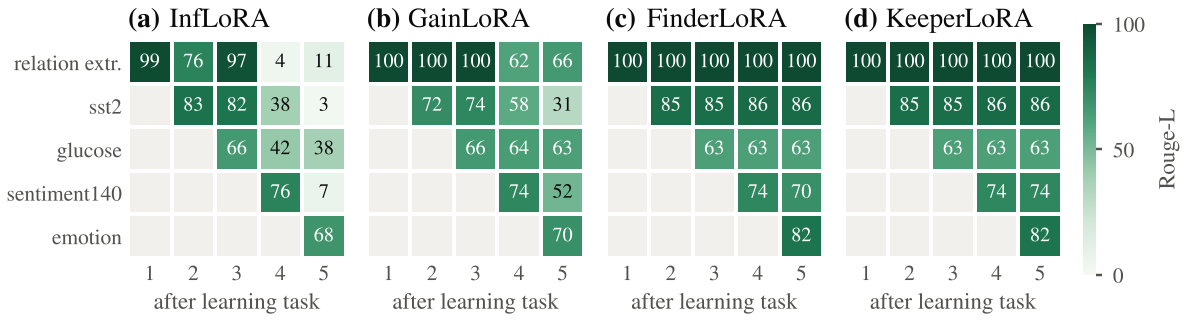 (a) InfLoRA (b) GainLoRA (c) FinderLoRA (d) KeeperLoRA
relation extr. 99 76 97 4 11 100 100 100 62 66 100 100 100 100 100 100 100 100 100 100
sst2 83 82 38 3 72 74 58 31 85 85 86 86 85 85 86 86
glucose 66 42 38 66 64 63 63 63 63 63 63 63
sentiment140 76 7 74 52 74 70 74 74
emotion 68 70 82 82
1 2 3 4 5 1 2 3 4 5 1 2 3 4 5 1 2 3 4 5
after learning task after learning task after learning task after learning task
100
50
0
Rouge-L